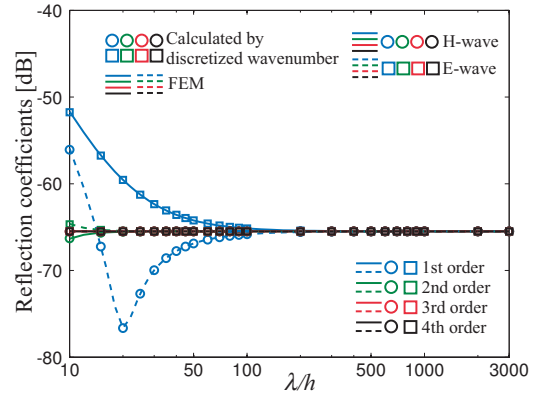 Reflection coefficients [dB]
-40
-50
-60
-70
-80
Calculated by
discretized wavenumber
FEM
H-wave
E-wave
1st order
2nd order
3rd order
4th order
10 50 100 500 1000 3000
λ/h